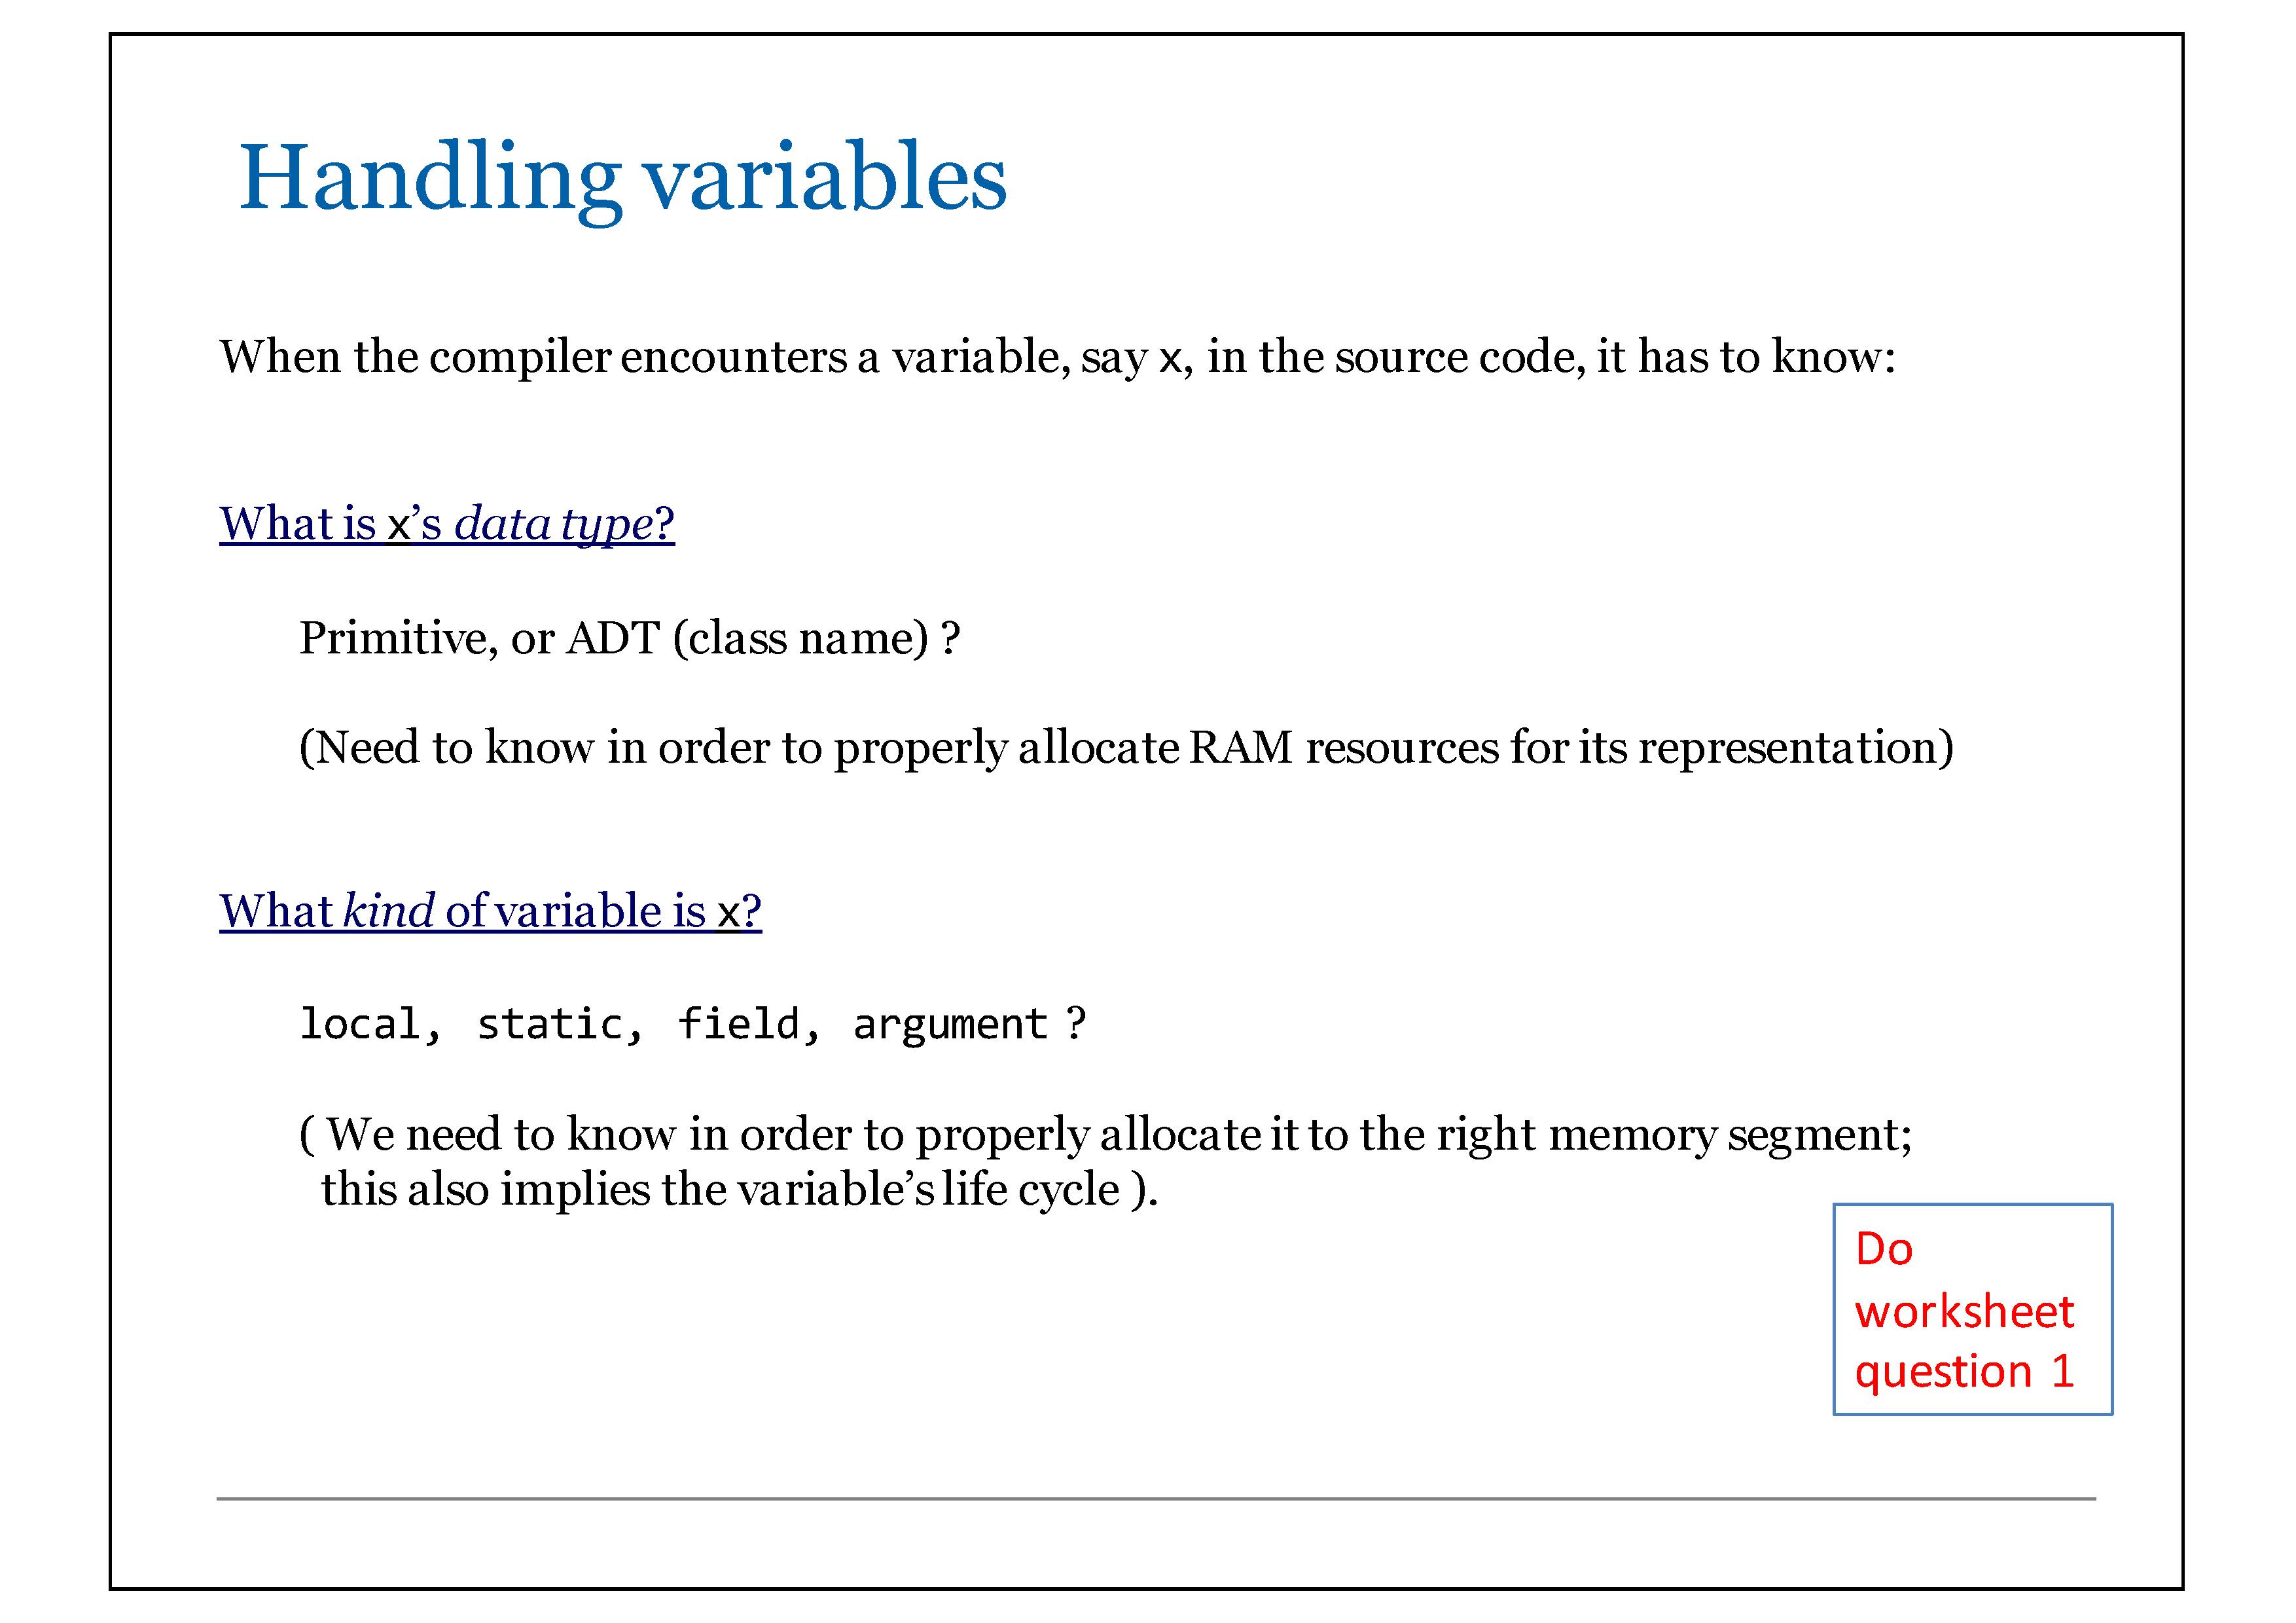 Handling variables
When the compiler encounters a variable, say x, in the source code, it has to know:
What is x’s data type?
Primitive, or ADT (class name) ?
(Need to know in order to properly allocate RAM resources for its representation)
What kind of variable is x?
local, static, field, argument ?
( We need to know in order to properly allocate it to the right memory segment;
this also implies the variable’s life cycle ).
Do
worksheet
question 1